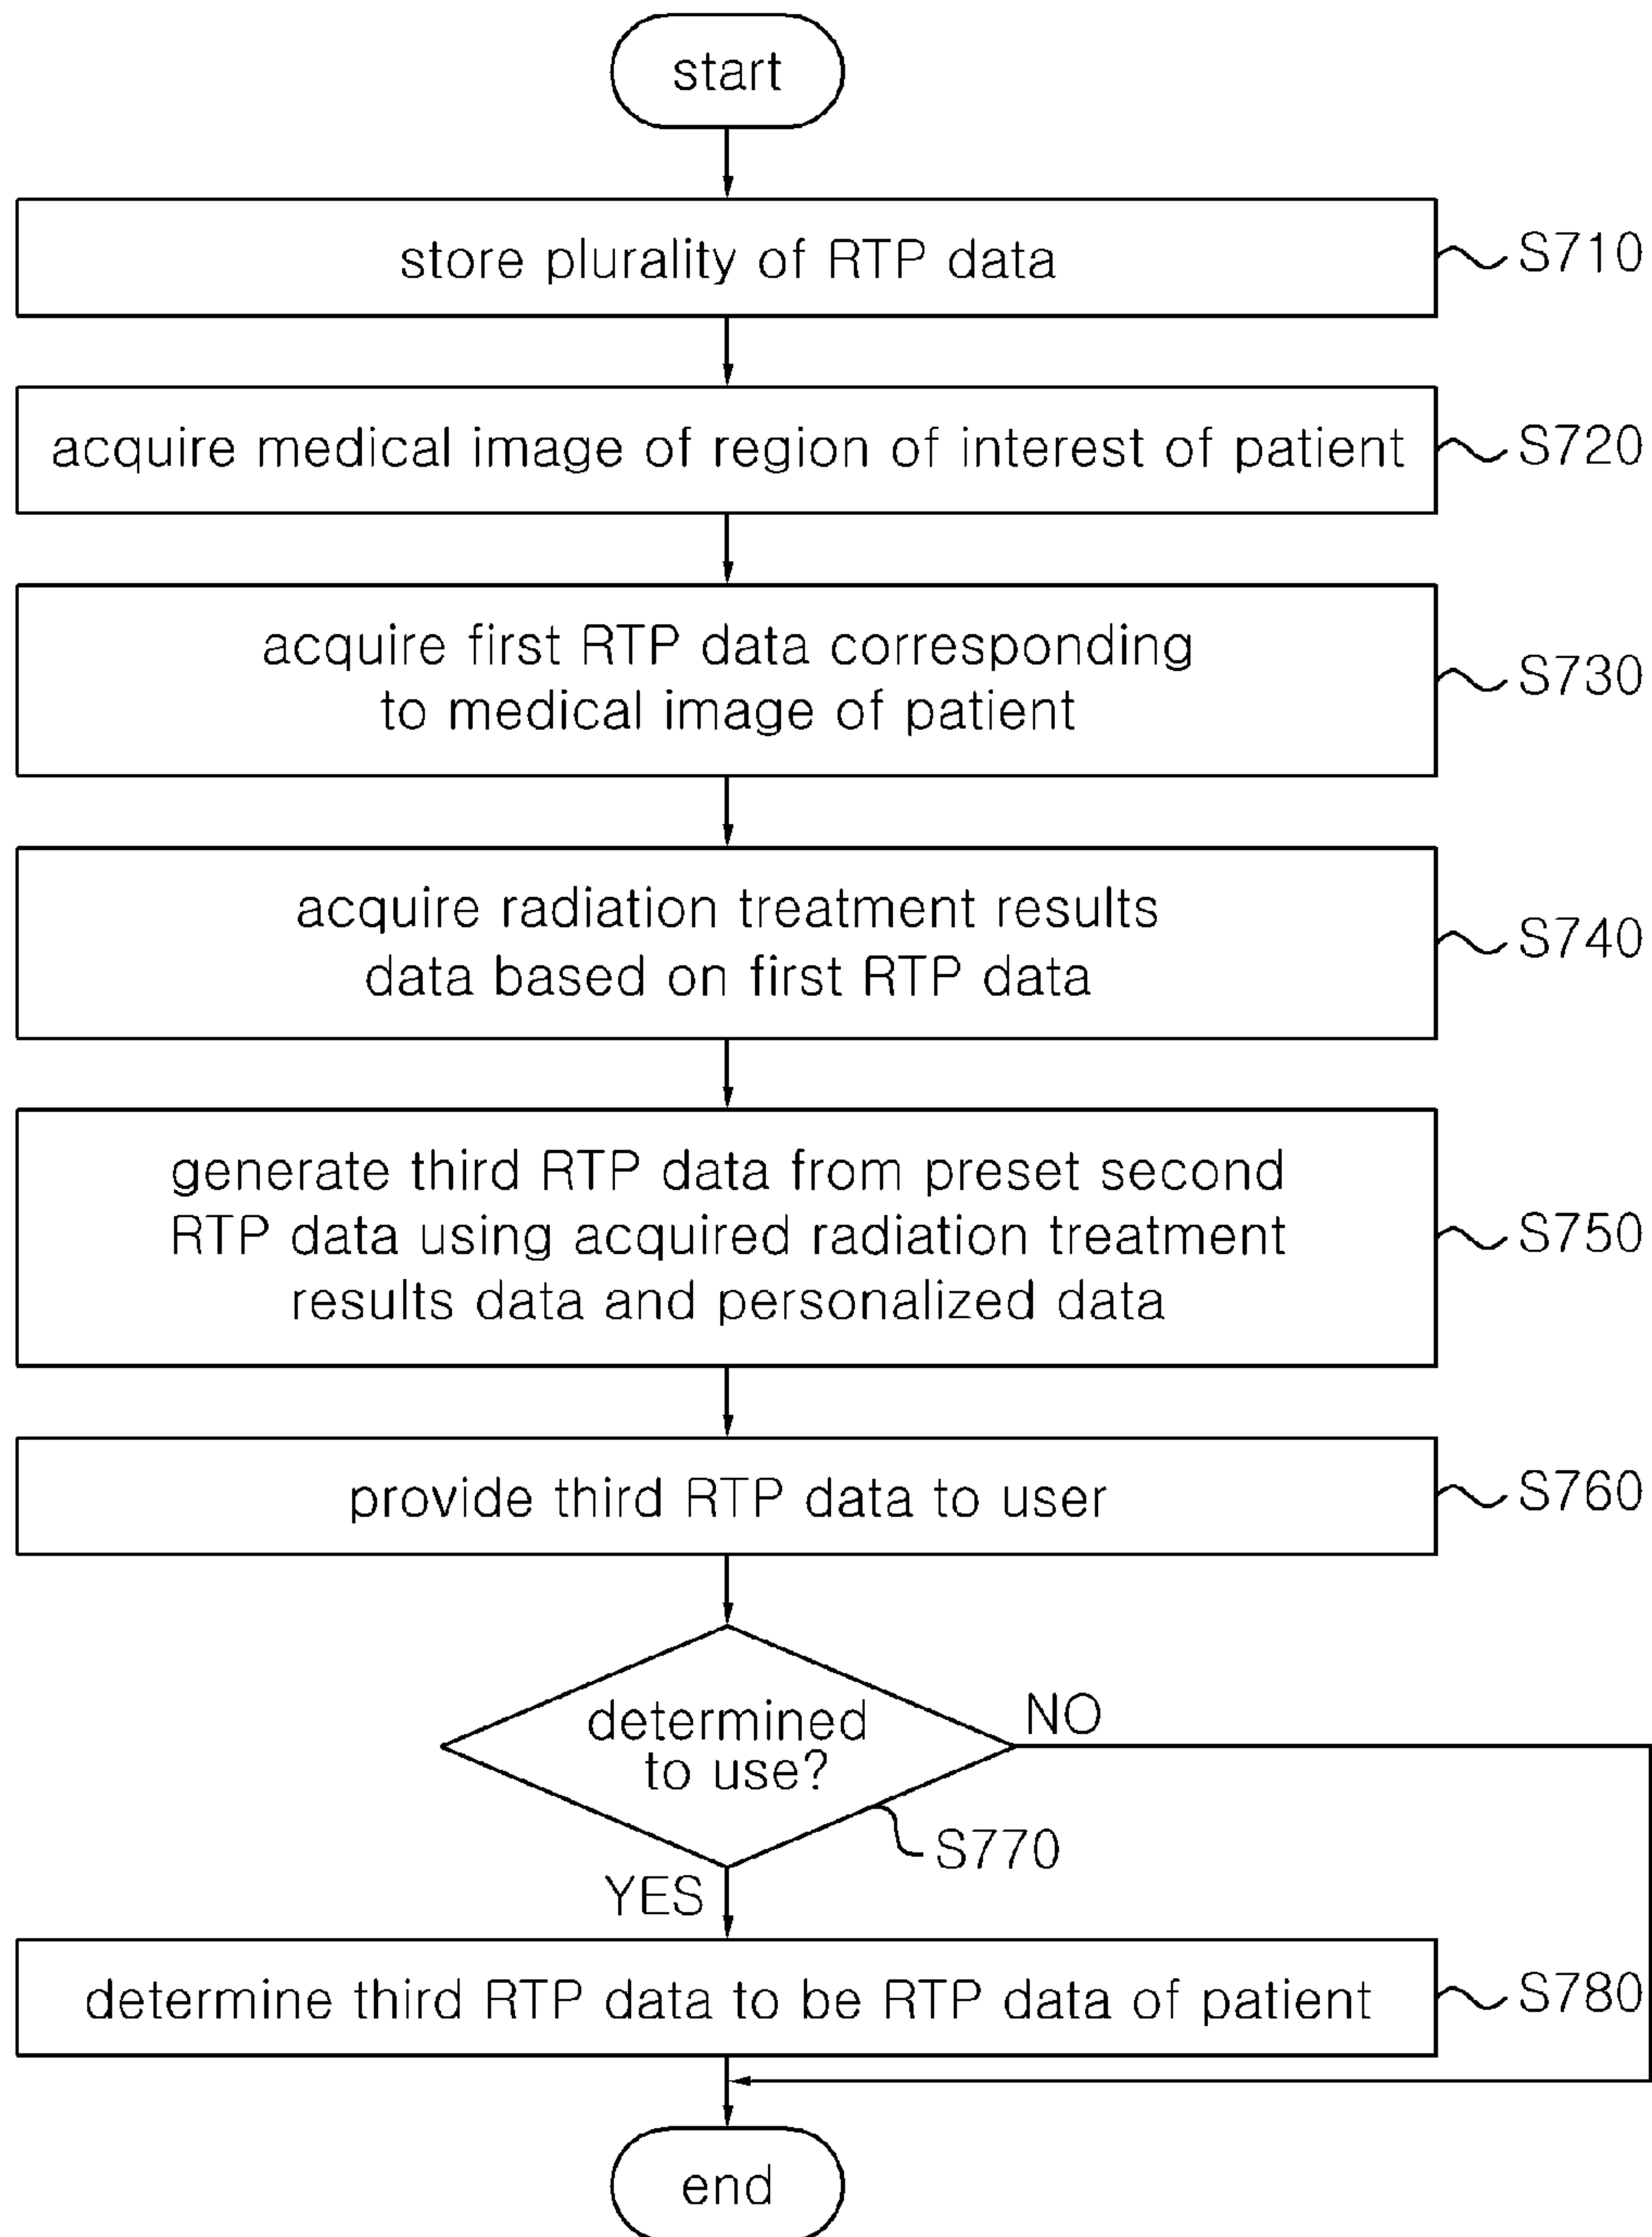 start
store plurality of RTP data
S710
acquire medical image of region of interest of patient
S720
acquire first RTP data corresponding
to medical image of patient
S730
acquire radiation treatment results
data based on first RTP data
S740
generate third RTP data from preset second
RTP data using acquired radiation treatment
results data and personalized data
S750
provide third RTP data to user
S760
determined
to use?
NO
S770
YES
determine third RTP data to be RTP data of patient
S780
end